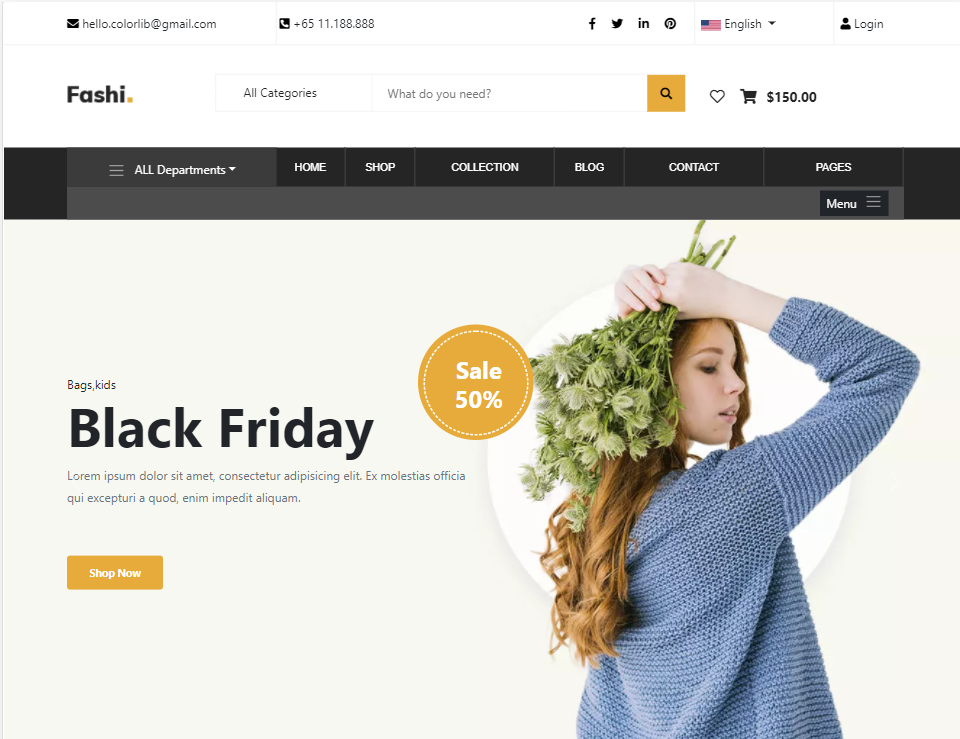 hello.colorlib@gmail.com
+65 11.188.888
English
Login
Fashi.
All Categories
What do you need?
$150.00
ALL Departments
HOME
SHOP
COLLECTION
BLOG
CONTACT
PAGES
Menu
Sale
50%
Bags,kids
Black Friday
Lorem ipsum dolor sit amet, consectetur adipisicing elit. Ex molestias officia
qui excepturi a quod, enim impedit aliquam.
Shop Now